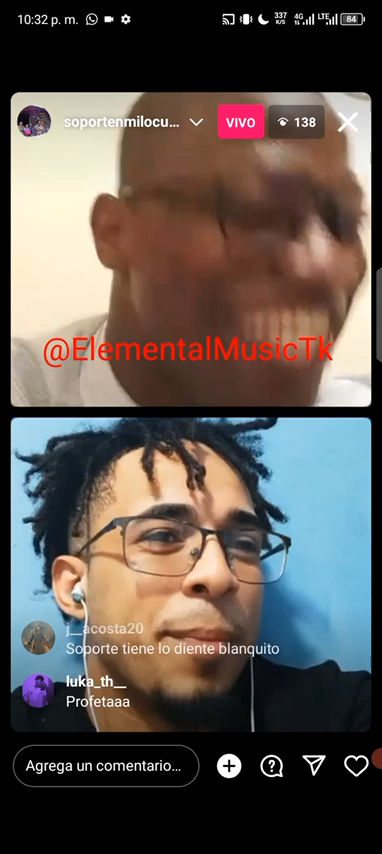 10:32 p. m.
337
K/S
4G
LTE
84
soportenmilocu...
VIVO
138
@ElementalMusicTk
j__acosta20
Soporte tiene lo diente blanquito
luka_th__
Profetaaa
Agrega un comentario...